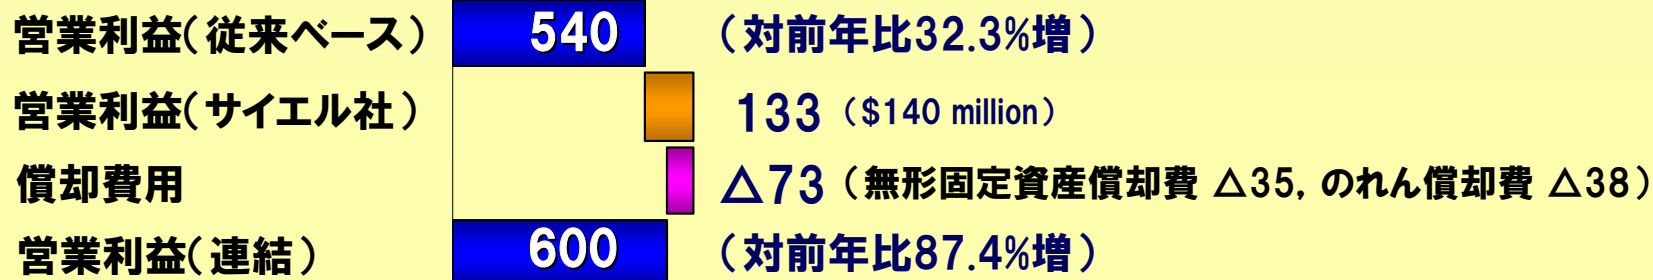 営業利益（従来ベース） 540 （対前年比32.3%増）
営業利益（サイエル社） 133 （$140 million）
償却費用 △73 （無形固定資産償却費 △35, のれん償却費 △38）
営業利益（連結） 600 （対前年比87.4%増）